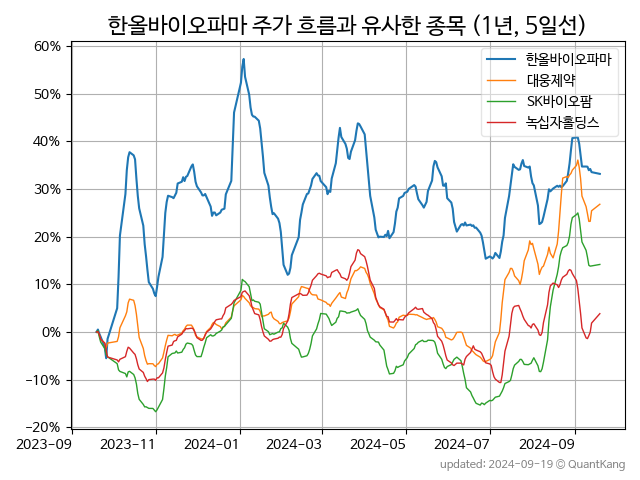 한올바이오파마 주가 흐름과 유사한 종목 (1년, 5일선)
한올바이오파마
대웅제약
SK바이오팜
녹십자홀딩스
60%
50%
40%
30%
20%
10%
0%
−10%
−20%
2023-09 2023-11 2024-01 2024-03 2024-05 2024-07 2024-09
updated: 2024-09-19 © QuantKang